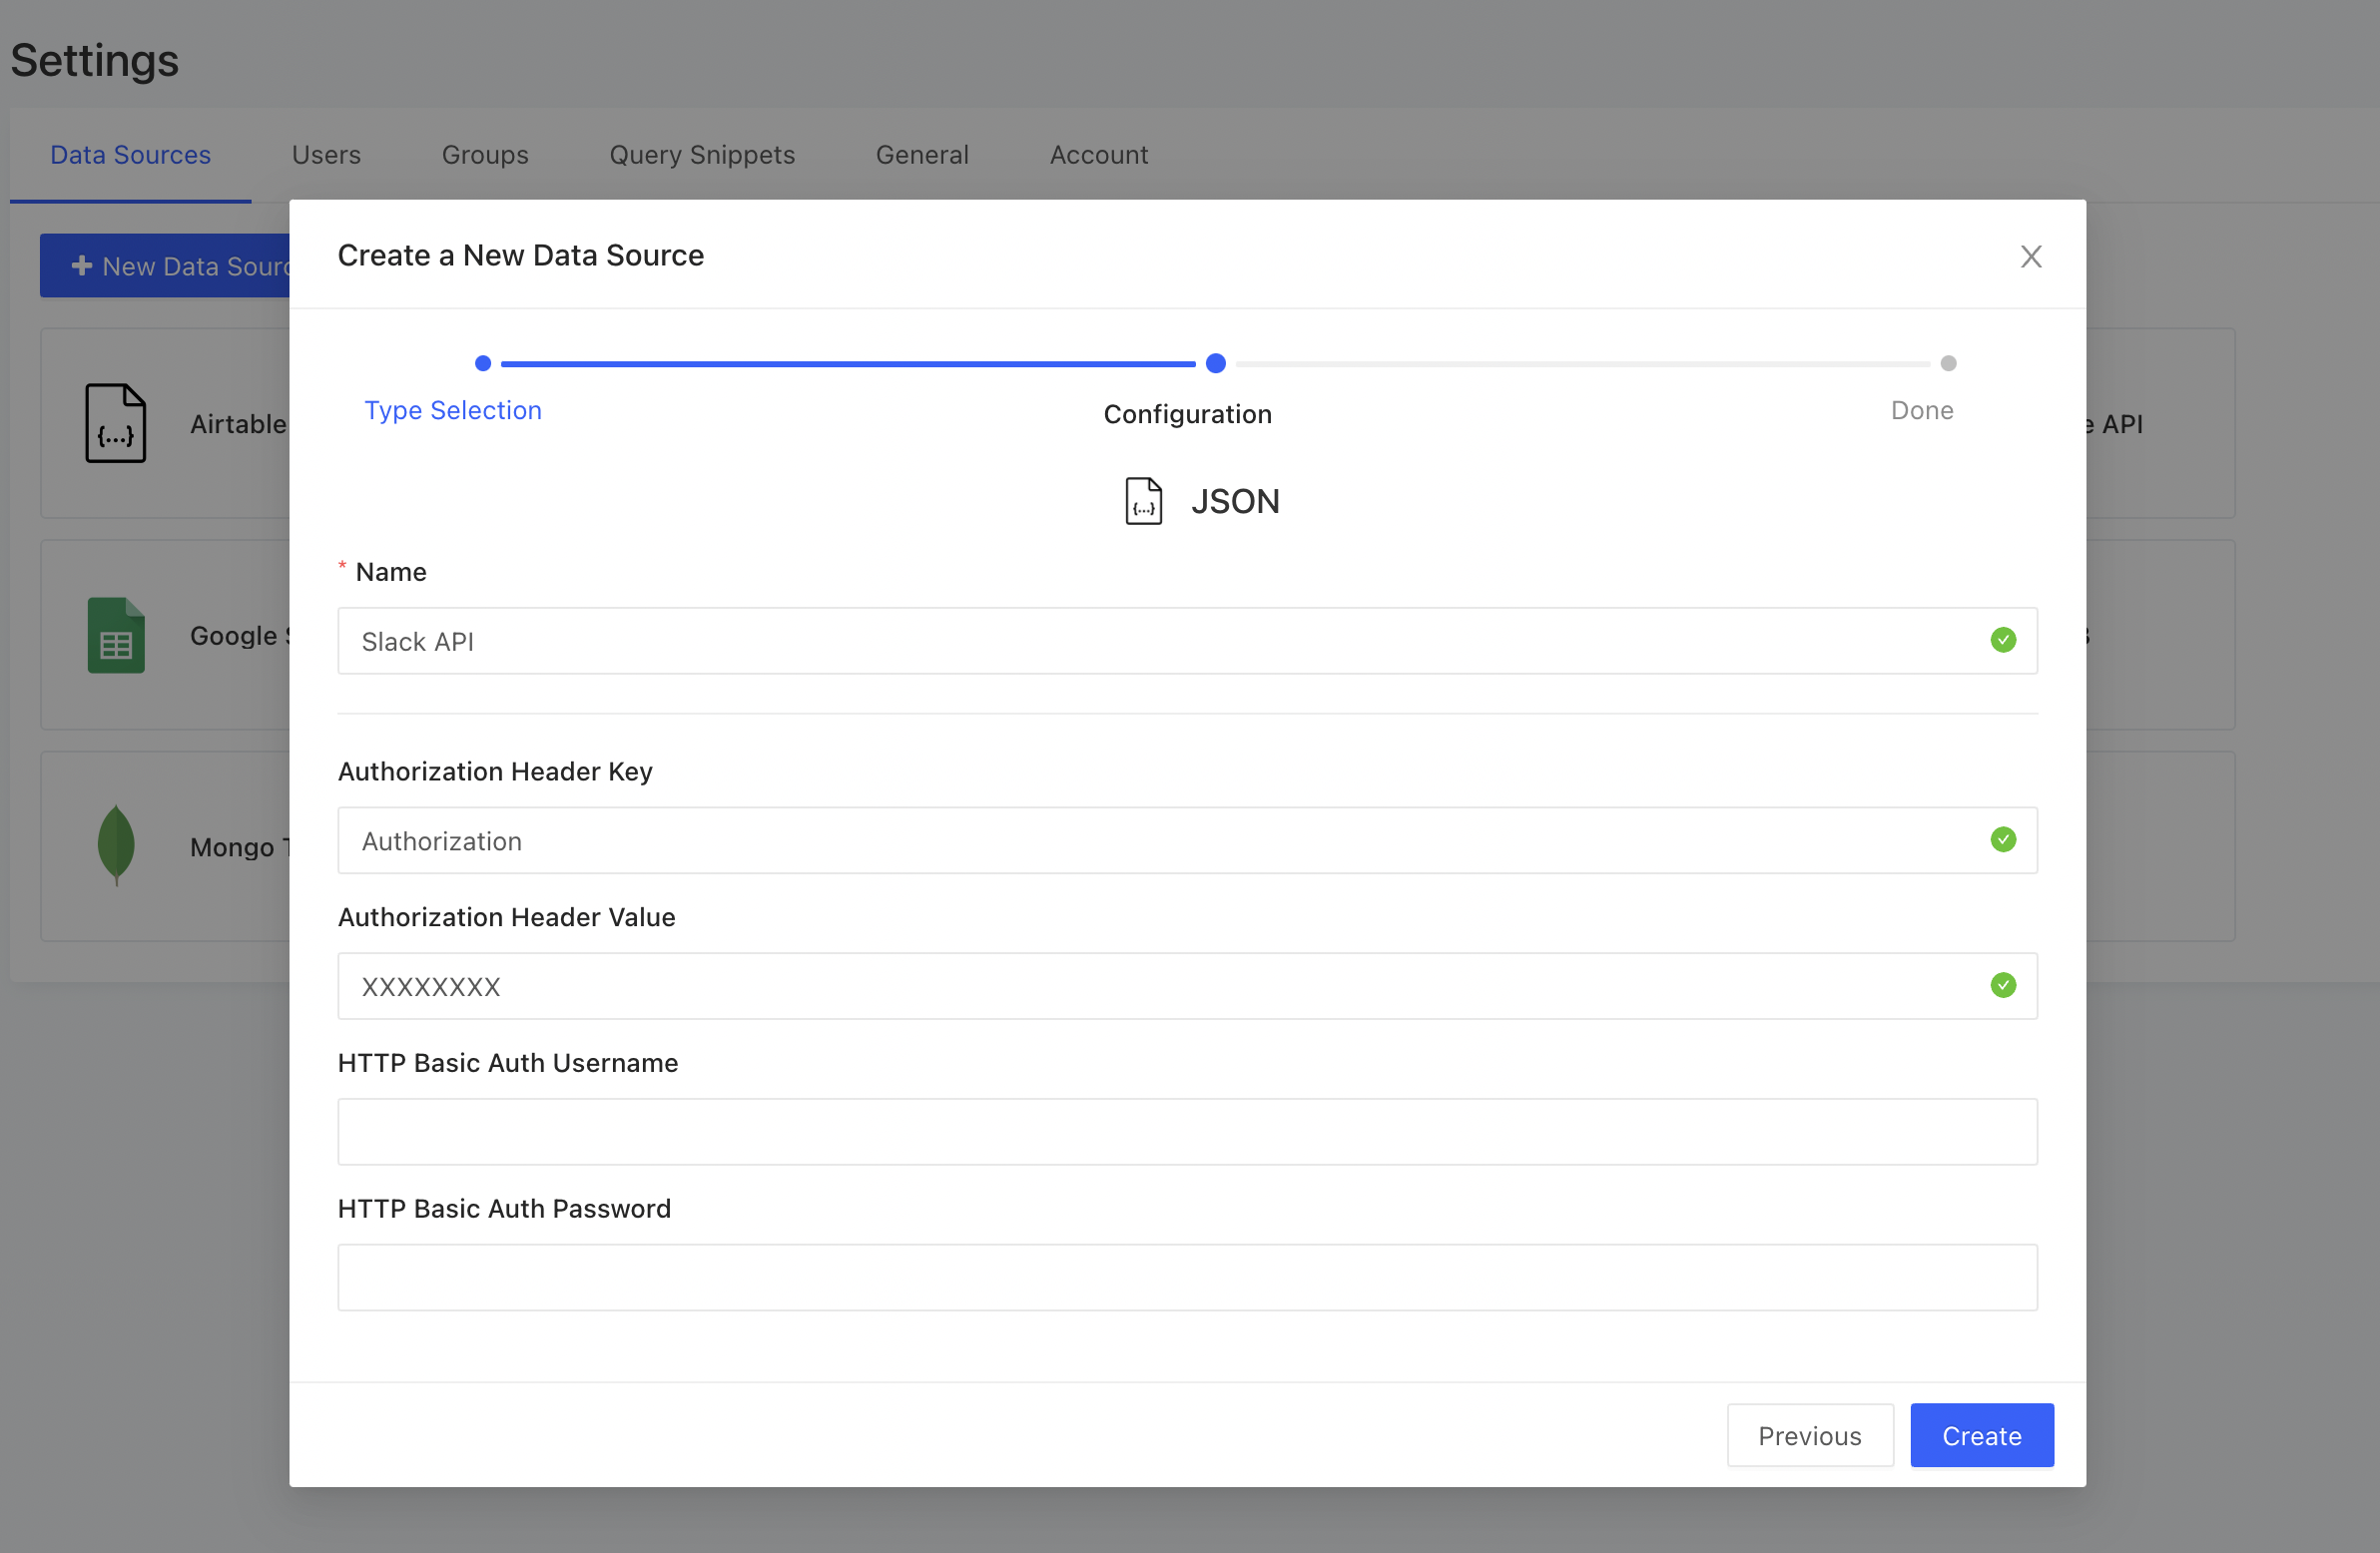 Settings
Data Sources Users Groups Query Snippets General Account
New Data Sourc
Create a New Data Source
Type Selection Configuration Done
{...} JSON
* Name
Slack API
Authorization Header Key
Authorization
Authorization Header Value
XXXXXXXX
HTTP Basic Auth Username
HTTP Basic Auth Password
Previous Create
{...} Airtable
API
Google
Mongo